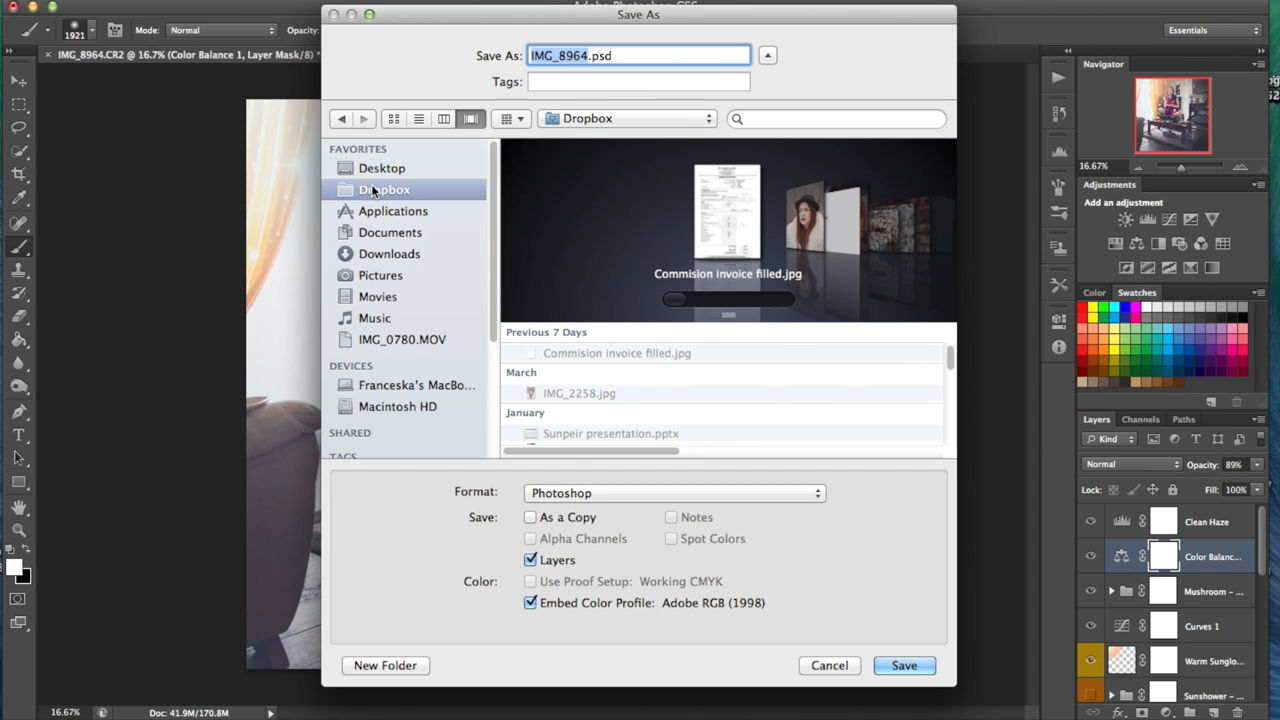 Save As
1921
Mode: Normal
Opacity:
Essentials
IMG_8964.CR2 @ 16.7% (Color Balance 1, Layer Mask/8) *
Save As: IMG_8964.psd
Tags:
Dropbox
FAVORITES
Desktop
Dropbox
Applications
Documents
Downloads
Pictures
Movies
Music
IMG_0780.MOV
DEVICES
Franceska's MacBo...
Macintosh HD
SHARED
TAGS
Commision invoice filled.jpg
Previous 7 Days
Commision invoice filled.jpg
March
IMG_2258.jpg
January
Sunpeir presentation.pptx
Format: Photoshop
Save: As a Copy
Notes
Alpha Channels
Spot Colors
Layers
Color: Use Proof Setup: Working CMYK
Embed Color Profile: Adobe RGB (1998)
New Folder
Cancel
Save
Navigator
16.67%
Adjustments
Add an adjustment
Color Swatches
Layers Channels Paths
Kind
Normal
Opacity: 89%
Lock:
Fill: 100%
Clean Haze
Color Balanc...
Mushroom - ...
Curves 1
Warm Sunglo...
Sunshower - ...
16.67%
Doc: 41.9M/170.8M